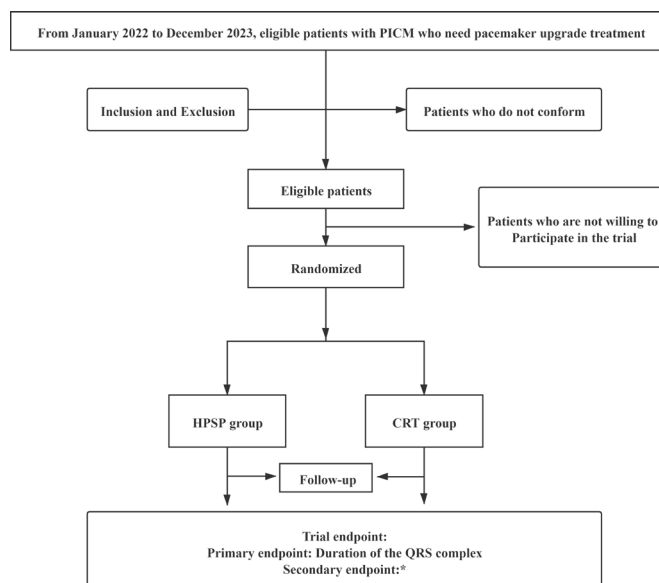 From January 2022 to December 2023, eligible patients with PICM who need pacemaker upgrade treatment
Inclusion and Exclusion
Patients who do not conform
Eligible patients
Patients who are not willing to
Participate in the trial
Randomized
HPSP group
CRT group
Follow-up
Trial endpoint:
Primary endpoint: Duration of the QRS complex
Secondary endpoint:*